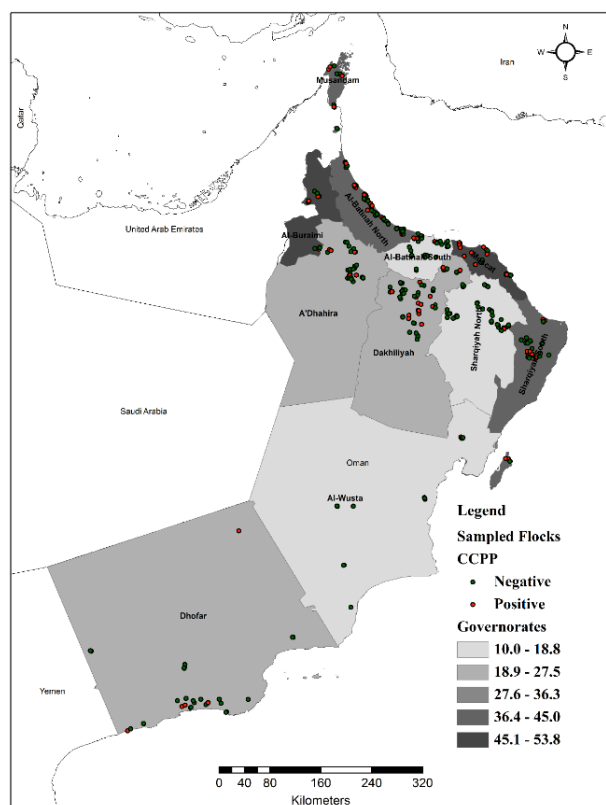 N
W E
S
Iran
Musandam
Qatar
United Arab Emirates
Al-Batinah North
Al-Buraimi
Al-Batinah South
Muscat
A'Dhahira
Dakhiliyah
Sharqiyah North
Sharqiyah South
Saudi Arabia
Oman
Al-Wusta
Dhofar
Yemen
Legend
Sampled Flocks
CCPP
Negative
Positive
Governorates
10.0 - 18.8
18.9 - 27.5
27.6 - 36.3
36.4 - 45.0
45.1 - 53.8
0 40 80 160 240 320
Kilometers